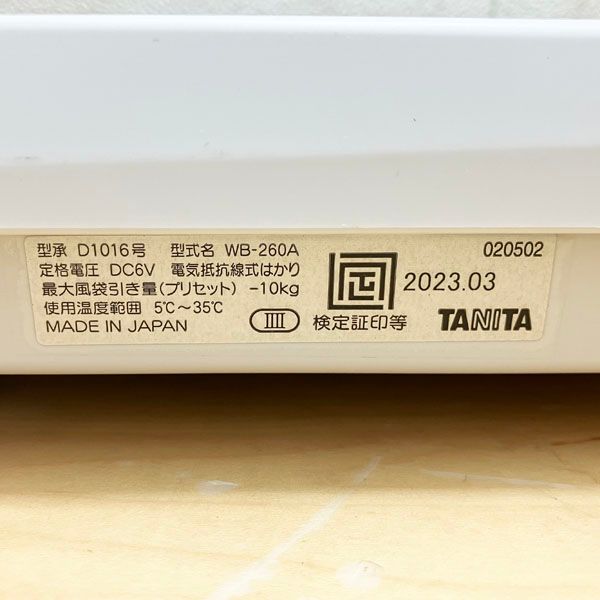 型承 D1016号 型式名 WB-260A
定格電圧 DC6V 電気抵抗線式はかり
最大風袋引き量(プリセット) -10kg
使用温度範囲 5℃～35℃
MADE IN JAPAN
IIII
正
2023.03
検定証印等
020502
TANITA